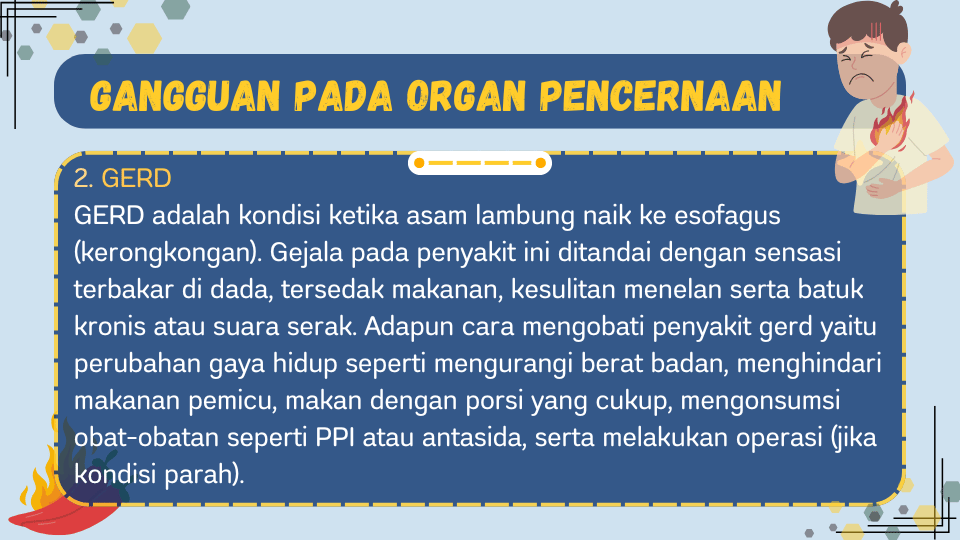 GANGGUAN PADA ORGAN PENCERNAAN
2. GERD
GERD adalah kondisi ketika asam lambung naik ke esofagus
(kerongkongan). Gejala pada penyakit ini ditandai dengan sensasi
terbakar di dada, tersedak makanan, kesulitan menelan serta batuk
kronis atau suara serak. Adapun cara mengobati penyakit gerd yaitu
perubahan gaya hidup seperti mengurangi berat badan, menghindari
makanan pemicu, makan dengan porsi yang cukup, mengonsumsi
obat-obatan seperti PPI atau antasida, serta melakukan operasi (jika
kondisi parah).